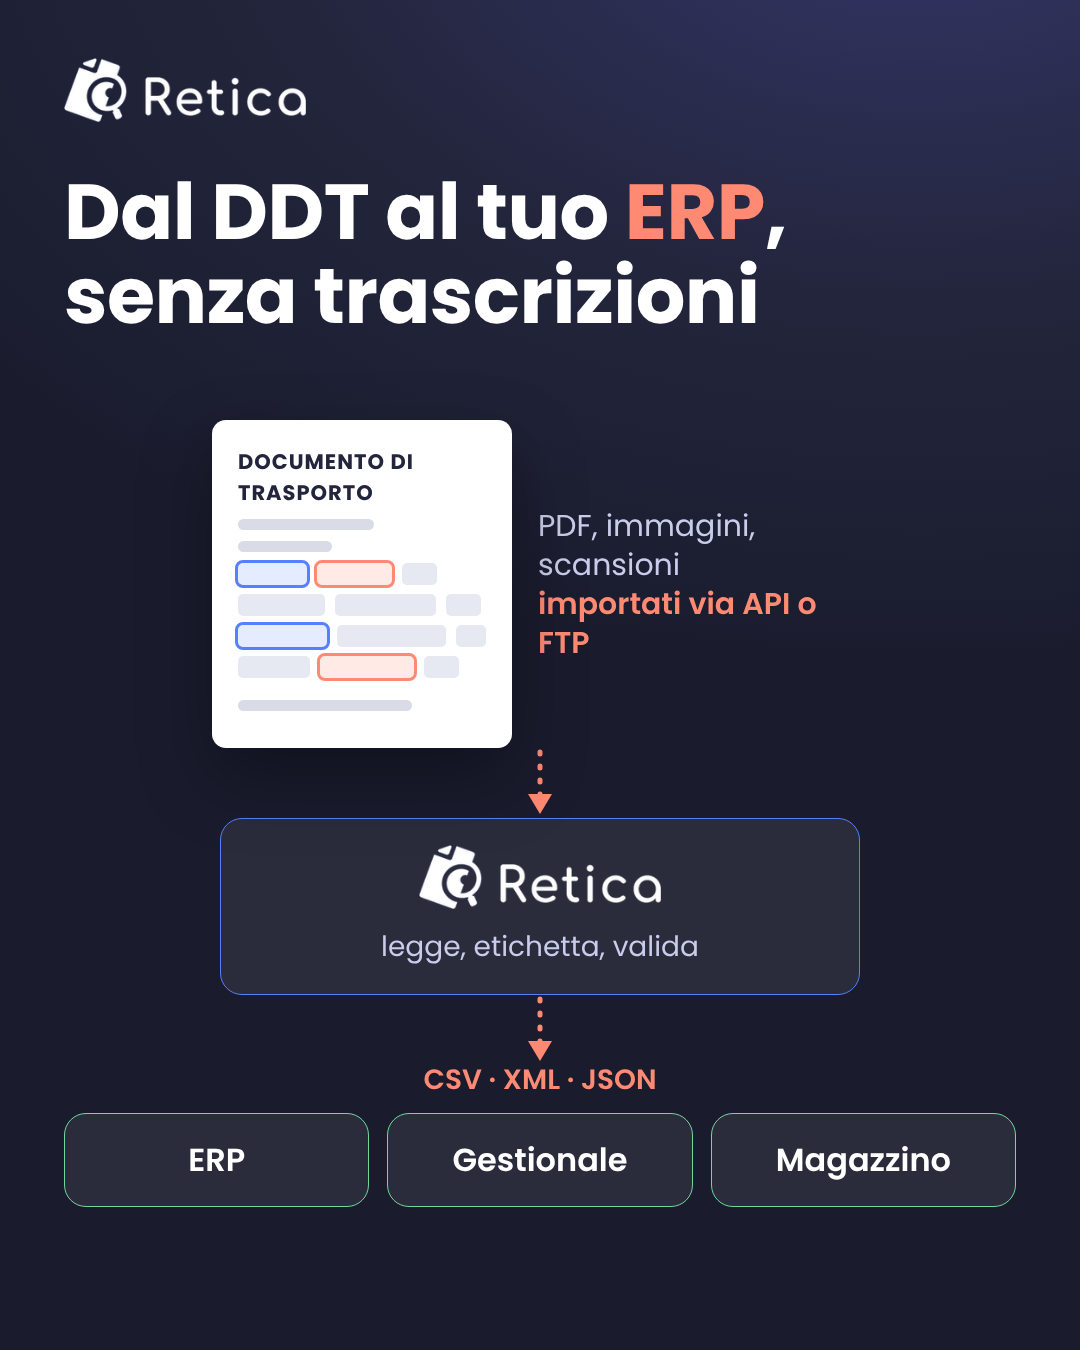 Retica
Dal DDT al tuo ERP,
senza trascrizioni
DOCUMENTO DI
TRASPORTO
PDF, immagini,
scansioni
importati via API o
FTP
Retica
legge, etichetta, valida
CSV · XML · JSON
ERP
Gestionale
Magazzino